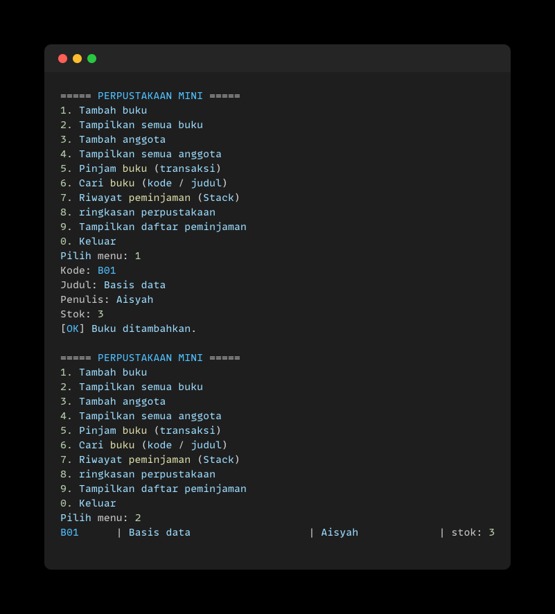 ===== PERPUSTAKAAN MINI =====
1. Tambah buku
2. Tampilkan semua buku
3. Tambah anggota
4. Tampilkan semua anggota
5. Pinjam buku (transaksi)
6. Cari buku (kode / judul)
7. Riwayat peminjaman (Stack)
8. ringkasan perpustakaan
9. Tampilkan daftar peminjaman
0. Keluar
Pilih menu: 1
Kode: B01
Judul: Basis data
Penulis: Aisyah
Stok: 3
[OK] Buku ditambahkan.
===== PERPUSTAKAAN MINI =====
1. Tambah buku
2. Tampilkan semua buku
3. Tambah anggota
4. Tampilkan semua anggota
5. Pinjam buku (transaksi)
6. Cari buku (kode / judul)
7. Riwayat peminjaman (Stack)
8. ringkasan perpustakaan
9. Tampilkan daftar peminjaman
0. Keluar
Pilih menu: 2
B01      | Basis data                   | Aisyah             | stok: 3